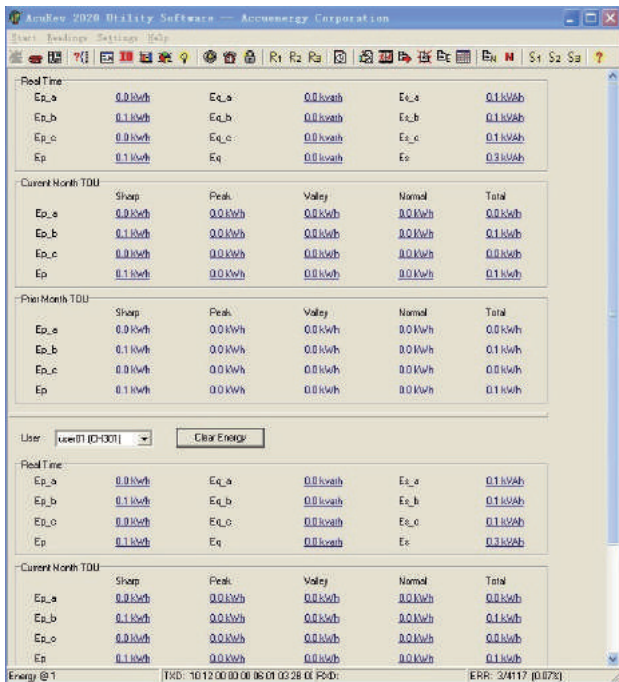 AcuRev 2020 Utility Software -- Accuenergy Corporation
Start Readings Settings Help
R1 R2 R3 EN N S1 S2 S3 ?
Real Time
Ep_a 0.0 kWh Eq_a 0.0 kvarh Es_a 0.1 kVAh
Ep_b 0.1 kWh Eq_b 0.0 kvarh Es_b 0.1 kVAh
Ep_c 0.0 kWh Eq_c 0.0 kvarh Es_c 0.1 kVAh
Ep 0.1 kWh Eq 0.0 kvarh Es 0.3 kVAh
Current Month TOU
Sharp Peak Valley Normal Total
Ep_a 0.0 kWh 0.0 kWh 0.0 kWh 0.0 kWh 0.0 kWh
Ep_b 0.1 kWh 0.0 kWh 0.0 kWh 0.0 kWh 0.1 kWh
Ep_c 0.0 kWh 0.0 kWh 0.0 kWh 0.0 kWh 0.0 kWh
Ep 0.1 kWh 0.0 kWh 0.0 kWh 0.0 kWh 0.1 kWh
Prior Month TOU
Sharp Peak Valley Normal Total
Ep_a 0.0 kWh 0.0 kWh 0.0 kWh 0.0 kWh 0.0 kWh
Ep_b 0.1 kWh 0.0 kWh 0.0 kWh 0.0 kWh 0.1 kWh
Ep_c 0.0 kWh 0.0 kWh 0.0 kWh 0.0 kWh 0.0 kWh
Ep 0.1 kWh 0.0 kWh 0.0 kWh 0.0 kWh 0.1 kWh
User user01 (CH301) Clear Energy
Real Time
Ep_a 0.0 kWh Eq_a 0.0 kvarh Es_a 0.1 kVAh
Ep_b 0.1 kWh Eq_b 0.0 kvarh Es_b 0.1 kVAh
Ep_c 0.0 kWh Eq_c 0.0 kvarh Es_c 0.1 kVAh
Ep 0.1 kWh Eq 0.0 kvarh Es 0.3 kVAh
Current Month TOU
Sharp Peak Valley Normal Total
Ep_a 0.0 kWh 0.0 kWh 0.0 kWh 0.0 kWh 0.0 kWh
Ep_b 0.1 kWh 0.0 kWh 0.0 kWh 0.0 kWh 0.1 kWh
Ep_c 0.0 kWh 0.0 kWh 0.0 kWh 0.0 kWh 0.0 kWh
Ep 0.1 kWh 0.0 kWh 0.0 kWh 0.0 kWh 0.1 kWh
Energy @ 1 TXD: 10 12 00 00 00 06 01 03 28 RXD: ERR: 3/4117 (0.07%)